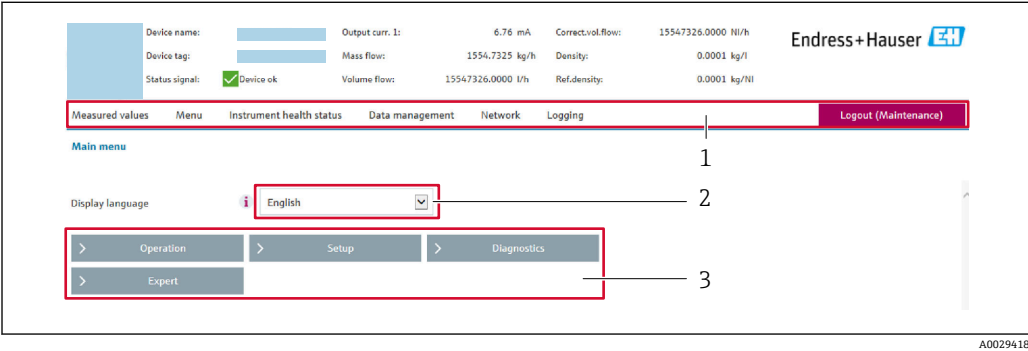 Device name: Output curr. 1: 6.76 mA Correct.vol.flow: 15547326.0000 Nl/h
Endress+Hauser EH
Device tag: Mass flow: 1554.7325 kg/h Density: 0.0001 kg/l
Status signal: Device ok Volume flow: 15547326.0000 l/h Ref.density: 0.0001 kg/Nl
Measured values Menu Instrument health status Data management Network Logging Logout (Maintenance)
1
Main menu
Display language i English 2
> Operation > Setup > Diagnostics
> Expert 3
A0029418